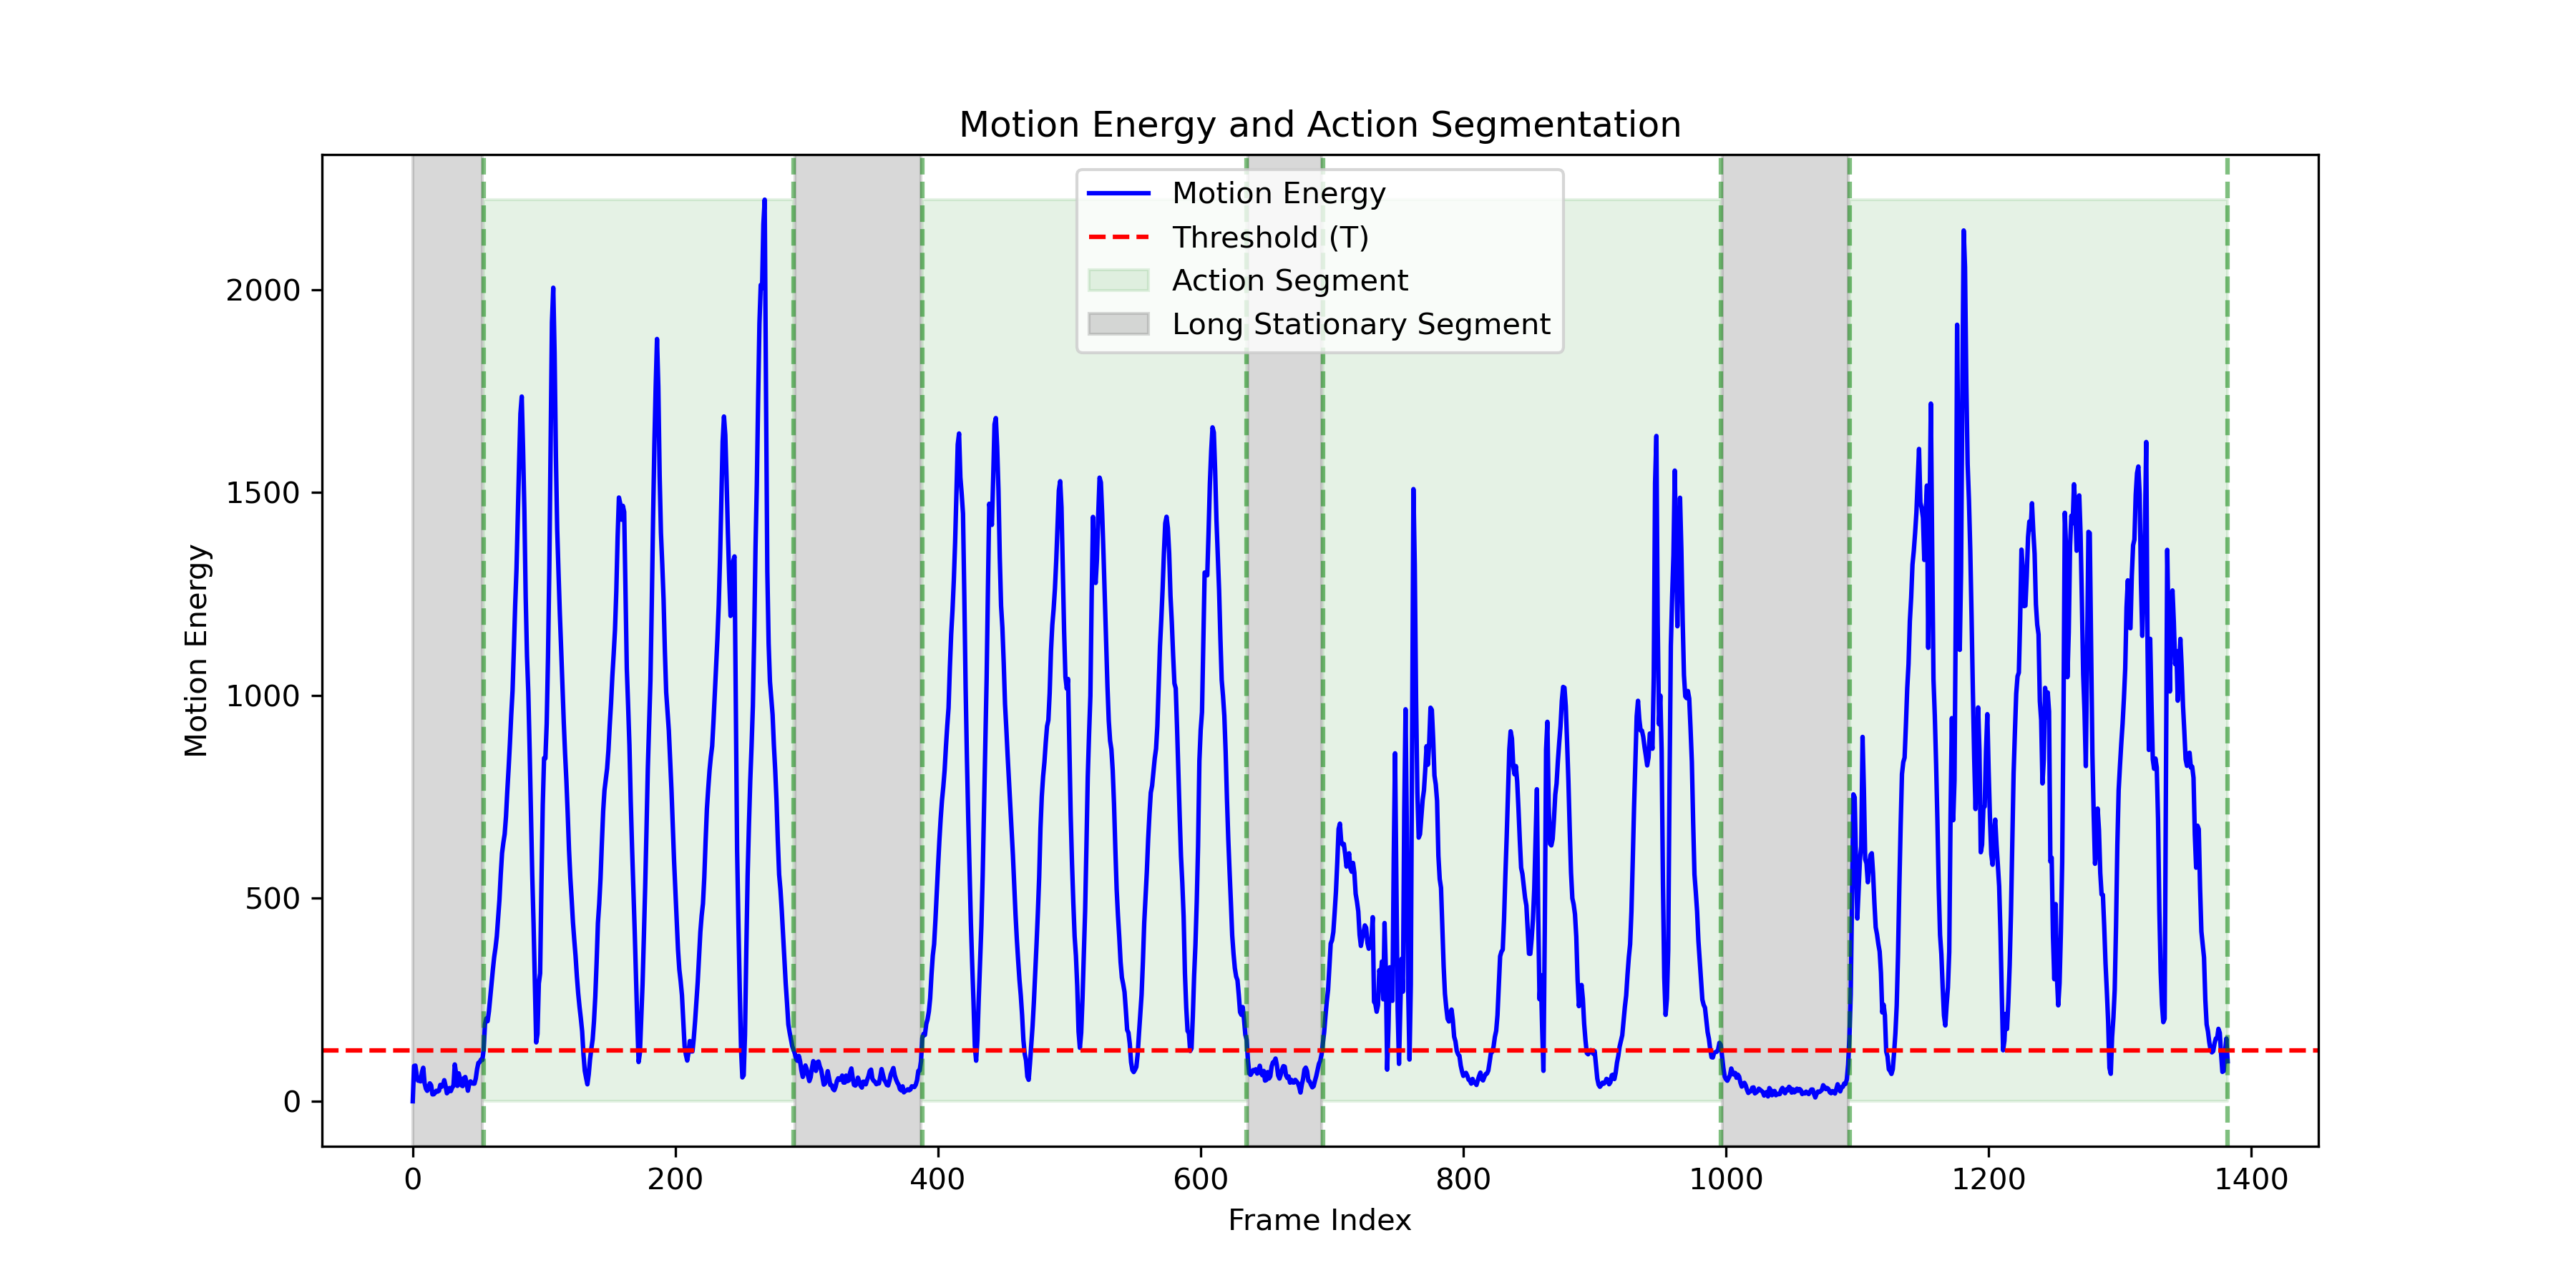 Motion Energy and Action Segmentation
Motion Energy
Threshold (T)
Action Segment
Long Stationary Segment
2000
1500
1000
500
0
Motion Energy
0 200 400 600 800 1000 1200 1400
Frame Index